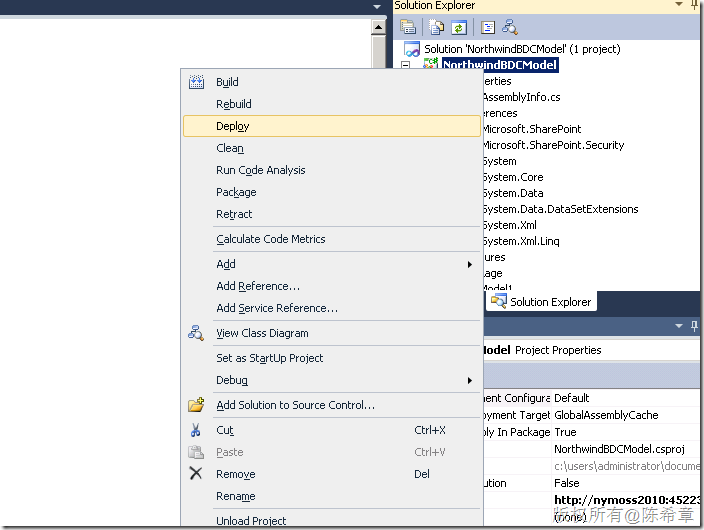 Solution Explorer
Solution 'NorthwindBDCModel' (1 project)
NorthwindBDCModel
Build
erties
Rebuild
AssemblyInfo.cs
erences
Deploy
Microsoft.SharePoint
Clean
Microsoft.SharePoint.Security
System
Run Code Analysis
System.Core
Package
System.Data
Retract
System.Data.DataSetExtensions
System.Xml
Calculate Code Metrics
System.Xml.Linq
ures
Add
age
Add Reference...
Model1
Add Service Reference...
Solution Explorer
View Class Diagram
Set as StartUp Project
lodel Project Properties
Debug
Add Solution to Source Control...
ent Configura Default
oyment Target GlobalAssemblyCache
Cut Ctrl+X
bly In Package True
Paste Ctrl+V
NorthwindBDCModel.csproj
c:\users\administrator\docume
Remove Del
ution False
Rename
http://nymoss2010:45223
(none)
版权所有@陈希章
Unload Project